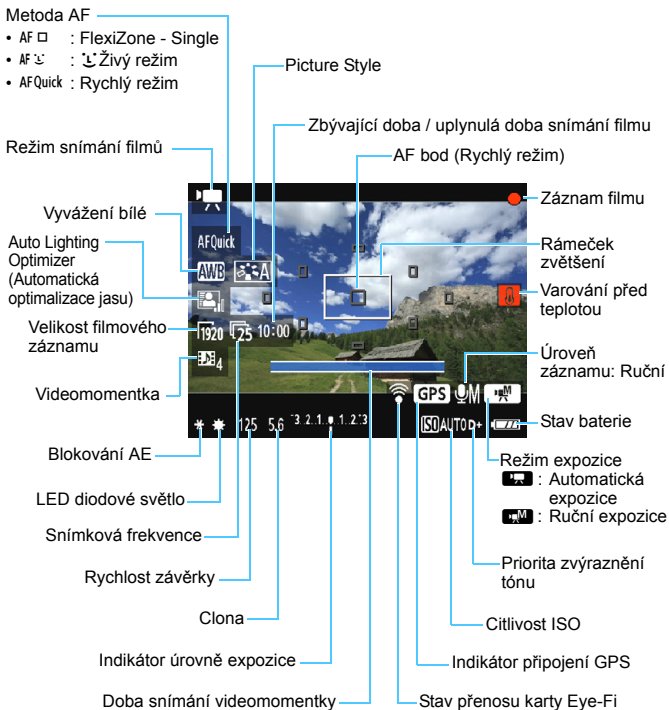 Metoda AF
• AF □ : FlexiZone - Single
• AF : Živý režim
• AFQuick : Rychlý režim
Picture Style
Zbývající doba / uplynulá doba snímání filmu
AF bod (Rychlý režim)
Režim snímání filmů
Záznam filmu
Vyvážení bílé
Rámeček
zvětšení
Auto Lighting
Optimizer
(Automatická
optimalizace jasu)
Varování před
teplotou
Velikost filmového
záznamu
Úroveň
záznamu: Ruční
Videomomentka
Stav baterie
Blokování AE
Režim expozice
: Automatická
expozice
: Ruční expozice
LED diodové světlo
Snímková frekvence
Priorita zvýraznění
tónu
Rychlost závěrky
Clona
Citlivost ISO
Indikátor úrovně expozice
Indikátor připojení GPS
Doba snímání videomomentky
Stav přenosu karty Eye-Fi
AFQuick
AWB
A
1920 25 10:00
4
GPS M M
125 5.6 -3..2..1..0..1..2..+3 ISO AUTO D+